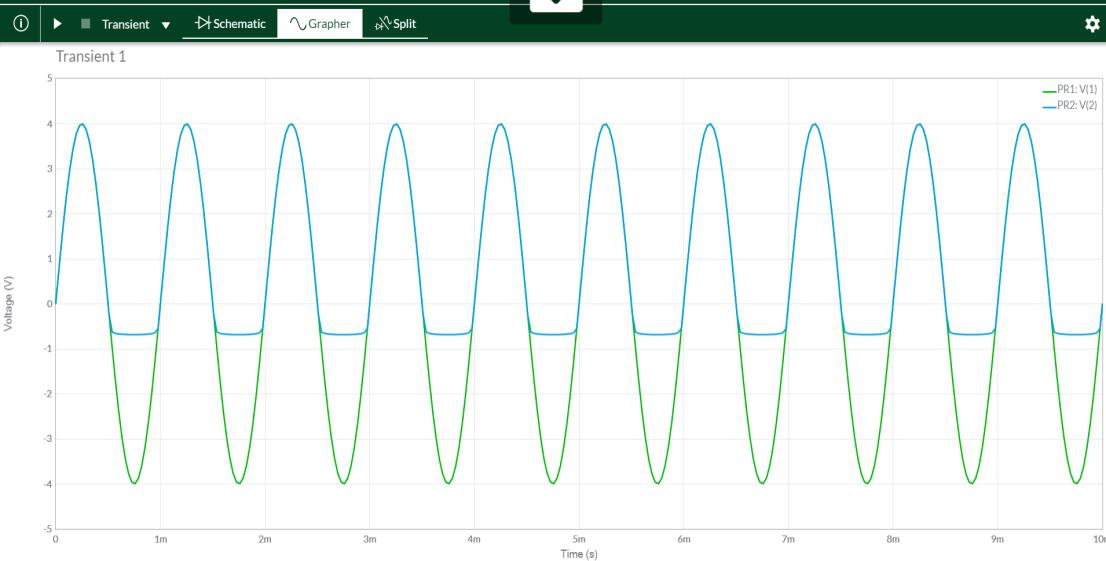 Transient ▼ Schematic Grapher Split
Transient 1
PR1: V(1)
PR2: V(2)
5
4
3
2
1
0
-1
-2
-3
-4
-5
Voltage (V)
0 1m 2m 3m 4m 5m 6m 7m 8m 9m 10m
Time (s)